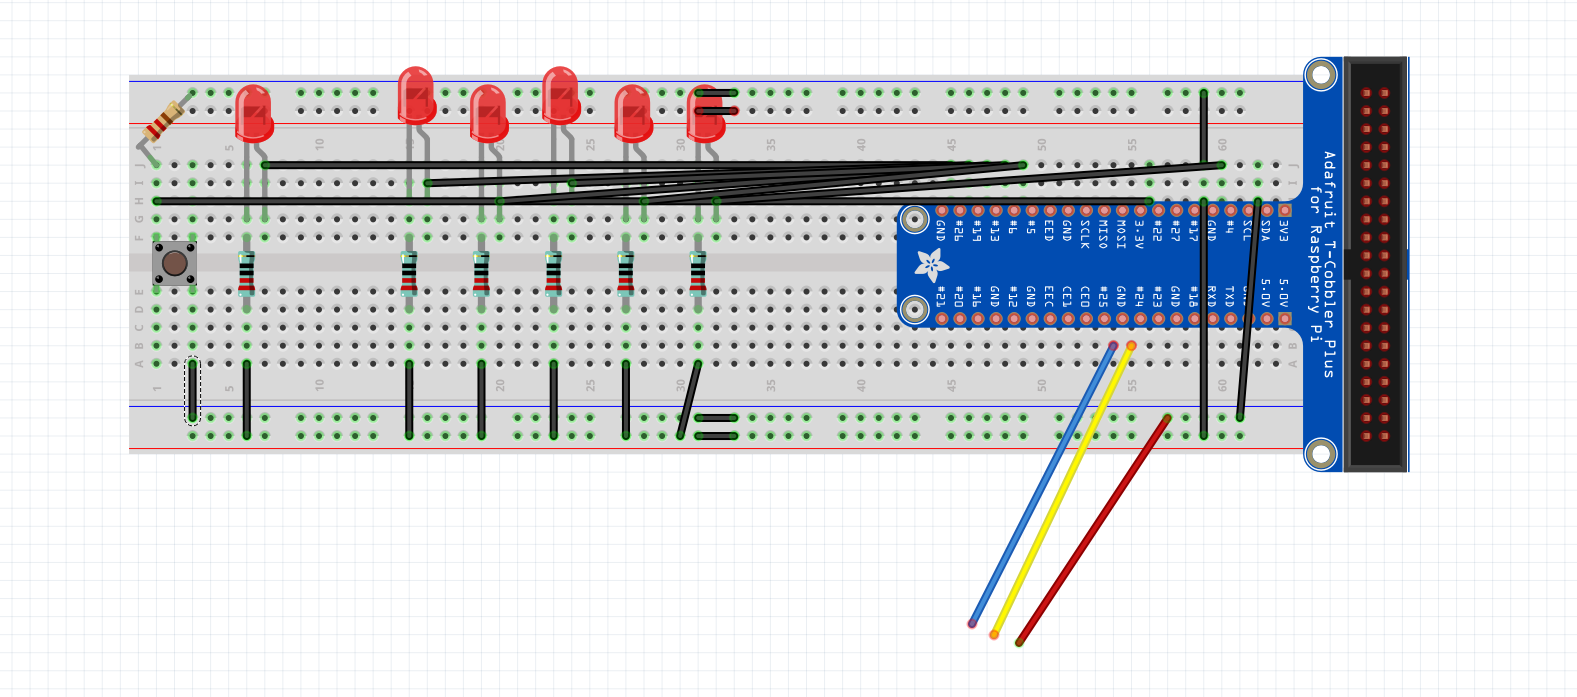 1 5 10 15 20 25 30 35 40 45 50 55 60
J J
I I
H
G
F
GND #26 #19 #13 #6 #5 EED GND SCLK MISO MOSI 3.3V #22 #27 #17 GND #4 SCL SDA 3V3
#21 #20 #16 GND #12 GND EEC CE1 CE0 #25 GND #24 #23 GND #18 RXD TXD 5.0V 5.0V
E
D
C
B B
A A
1 5 10 15 20 25 30 35 40 45 50 55 60
Adafruit T-Cobbler Plus
for Raspberry Pi